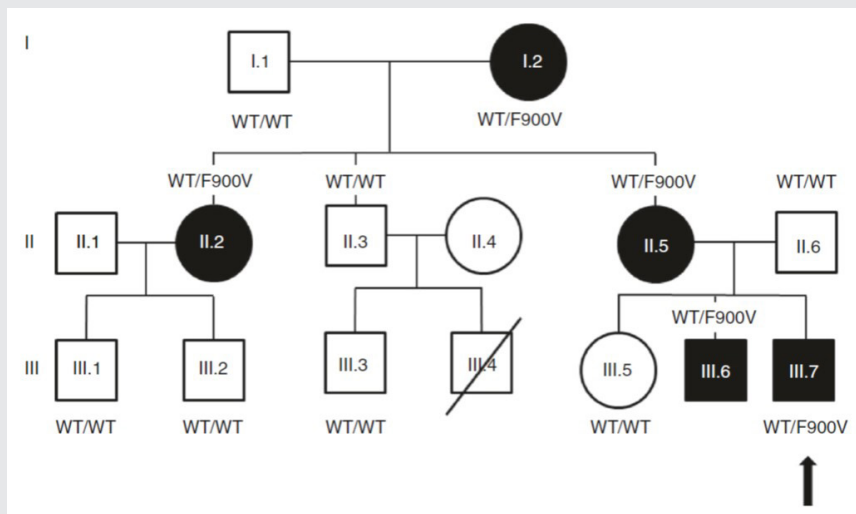 I
I.1
I.2
WT/WT
WT/F900V
WT/F900V
WT/WT
WT/F900V
WT/WT
II
II.1
II.2
II.3
II.4
II.5
II.6
WT/F900V
III
III.1
III.2
III.3
III.4
III.5
III.6
III.7
WT/WT
WT/WT
WT/WT
WT/WT
WT/F900V